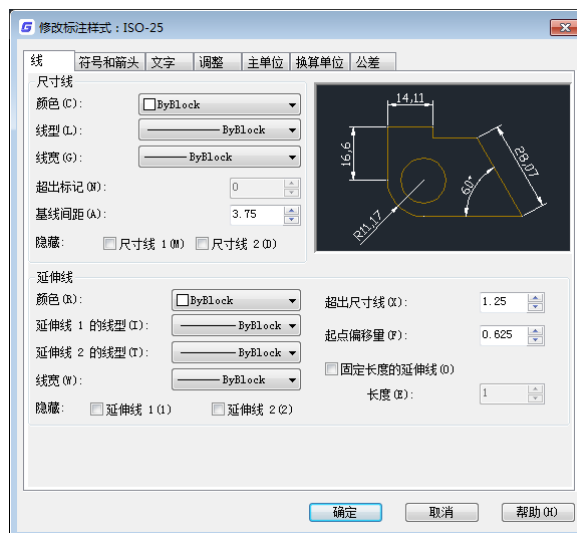 修改标注样式：ISO-25
线 符号和箭头 文字 调整 主单位 换算单位 公差
尺寸线
颜色(C): ByBlock
线型(L): ByBlock
线宽(G): ByBlock
超出标记(N): 0
基线间距(A): 3.75
隐藏: 尺寸线 1(M) 尺寸线 2(D)
14,11
16,6
28,07
60°
R11,17
延伸线
颜色(R): ByBlock
延伸线 1 的线型(I): ByBlock
延伸线 2 的线型(T): ByBlock
线宽(W): ByBlock
隐藏: 延伸线 1(1) 延伸线 2(2)
超出尺寸线(X): 1.25
起点偏移量(F): 0.625
固定长度的延伸线(O)
长度(E): 1
确定 取消 帮助(H)